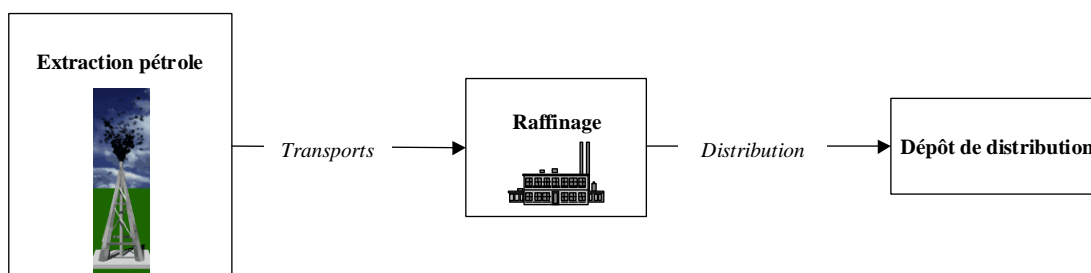 Extraction pétrole
Transports
Raffinage
Distribution
Dépôt de distribution